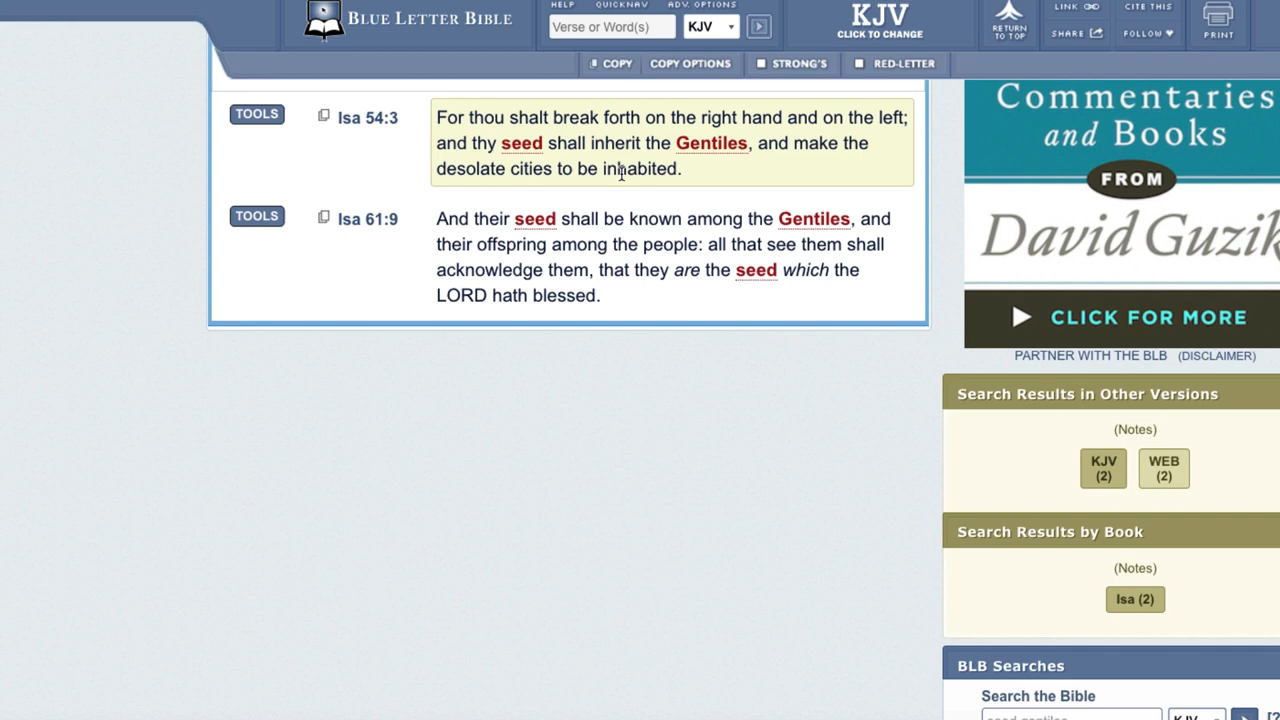 HELP QUICKNAV ADV. OPTIONS
BLUE LETTER BIBLE
Verse or Word(s)
KJV
KJV
CLICK TO CHANGE
RETURN
TO TOP
LINK
CITE THIS
SHARE
FOLLOW
PRINT
COPY COPY OPTIONS STRONG'S RED-LETTER
TOOLS
Isa 54:3
For thou shalt break forth on the right hand and on the left;
and thy seed shall inherit the Gentiles, and make the
desolate cities to be inhabited.
TOOLS
Isa 61:9
And their seed shall be known among the Gentiles, and
their offspring among the people: all that see them shall
acknowledge them, that they are the seed which the
LORD hath blessed.
Commentaries
and Books
FROM
David Guzik
CLICK FOR MORE
PARTNER WITH THE BLB (DISCLAIMER)
Search Results in Other Versions
(Notes)
KJV
(2)
WEB
(2)
Search Results by Book
(Notes)
Isa (2)
BLB Searches
Search the Bible
seed gentiles
KJV